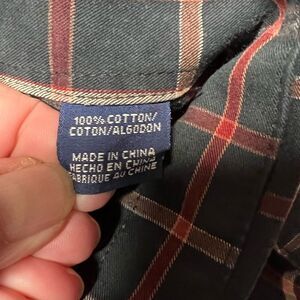 100% COTTON/
COTON/ALGODON
MADE IN CHINA
HECHO EN CHINA
FABRIQUE AU CHINE